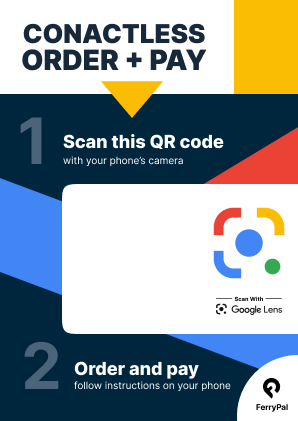 CONACTLESS
ORDER + PAY
1
Scan this QR code
with your phone's camera
Scan With
Google Lens
2
Order and pay
follow instructions on your phone
FerryPal